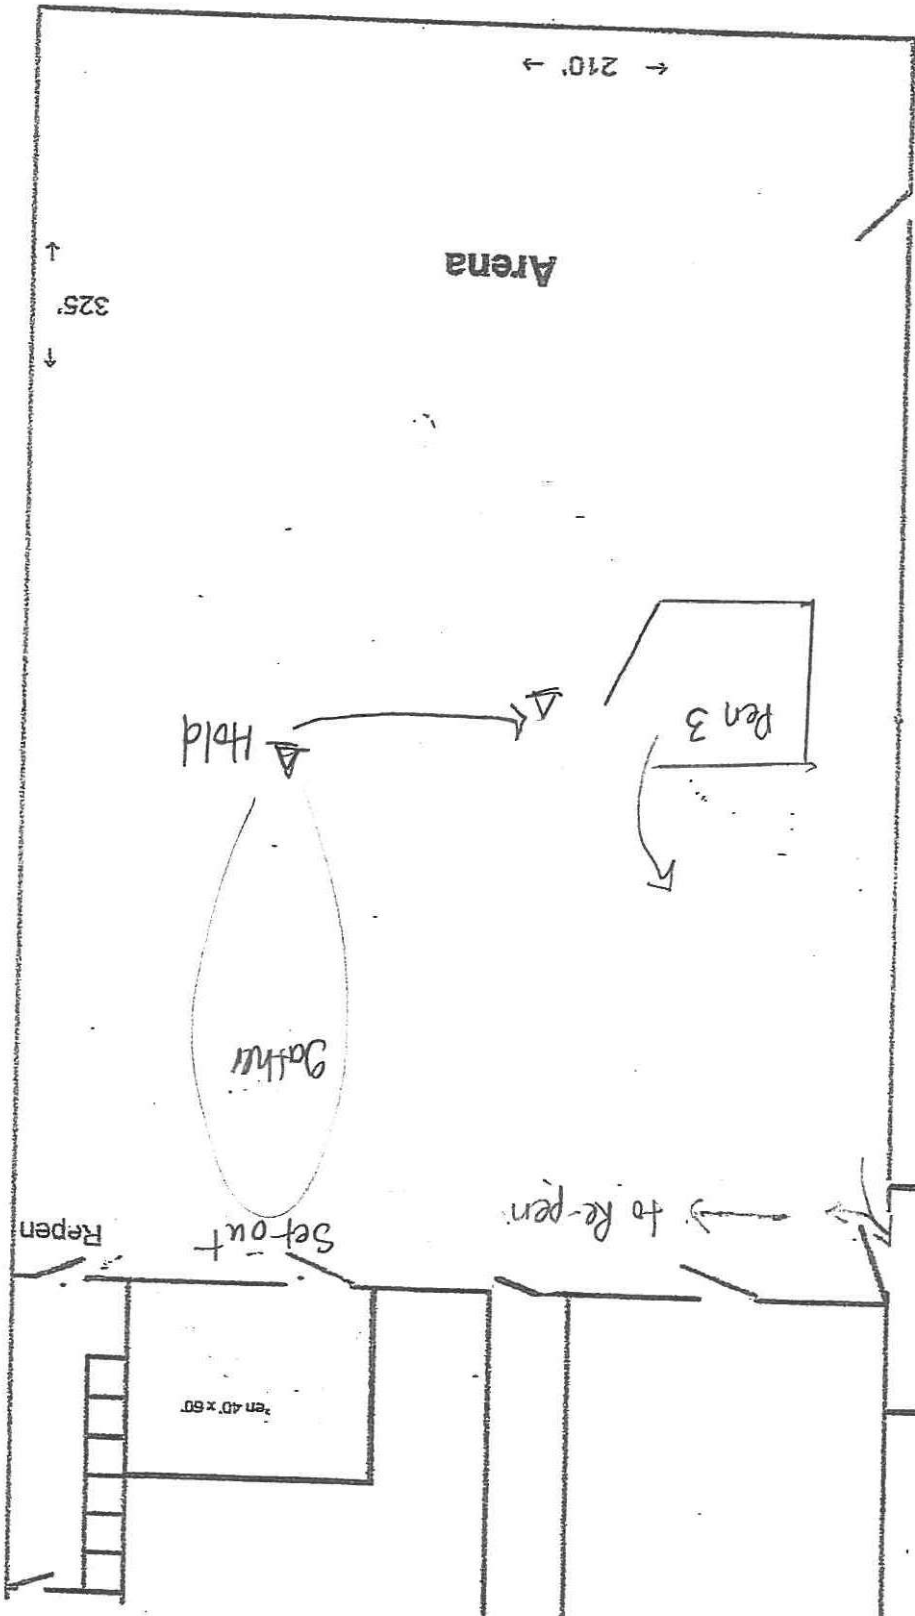 Pen 40' x 60'
to Re-pen
Set out
Repen
Gather
Pen 3
Hold
↑
325'
↓
Arena
← 210' →